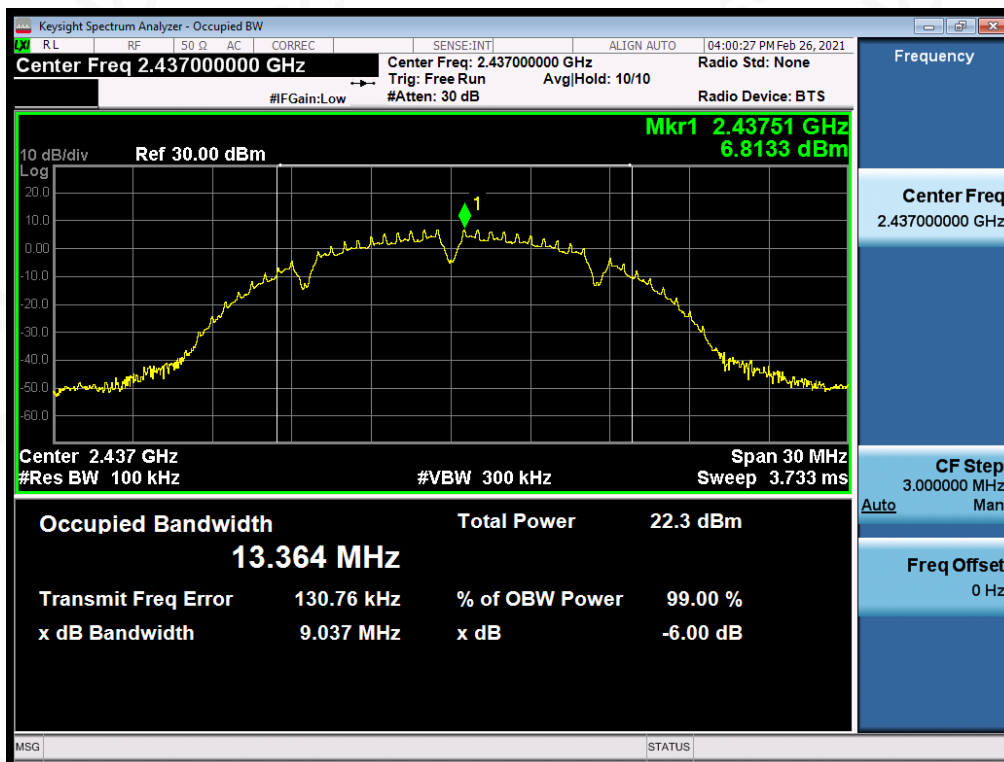 Keysight Spectrum Analyzer - Occupied BW
LXI RL RF 50 Ω AC CORREC SENSE:INT ALIGN AUTO 04:00:27 PM Feb 26, 2021
Center Freq 2.437000000 GHz
Center Freq: 2.437000000 GHz
Radio Std: None
Trig: Free Run Avg|Hold: 10/10
#IFGain:Low
#Atten: 30 dB
Radio Device: BTS
Mkr1 2.43751 GHz
6.8133 dBm
10 dB/div Ref 30.00 dBm
Log
20.0
10.0
0.00
-10.0
-20.0
-30.0
-40.0
-50.0
-60.0
1
Center 2.437 GHz
Span 30 MHz
#Res BW 100 kHz
#VBW 300 kHz
Sweep 3.733 ms
Occupied Bandwidth
13.364 MHz
Total Power 22.3 dBm
Transmit Freq Error 130.76 kHz
% of OBW Power 99.00 %
x dB Bandwidth 9.037 MHz
x dB -6.00 dB
Frequency
Center Freq
2.437000000 GHz
CF Step
3.000000 MHz
Auto Man
Freq Offset
0 Hz
MSG
STATUS